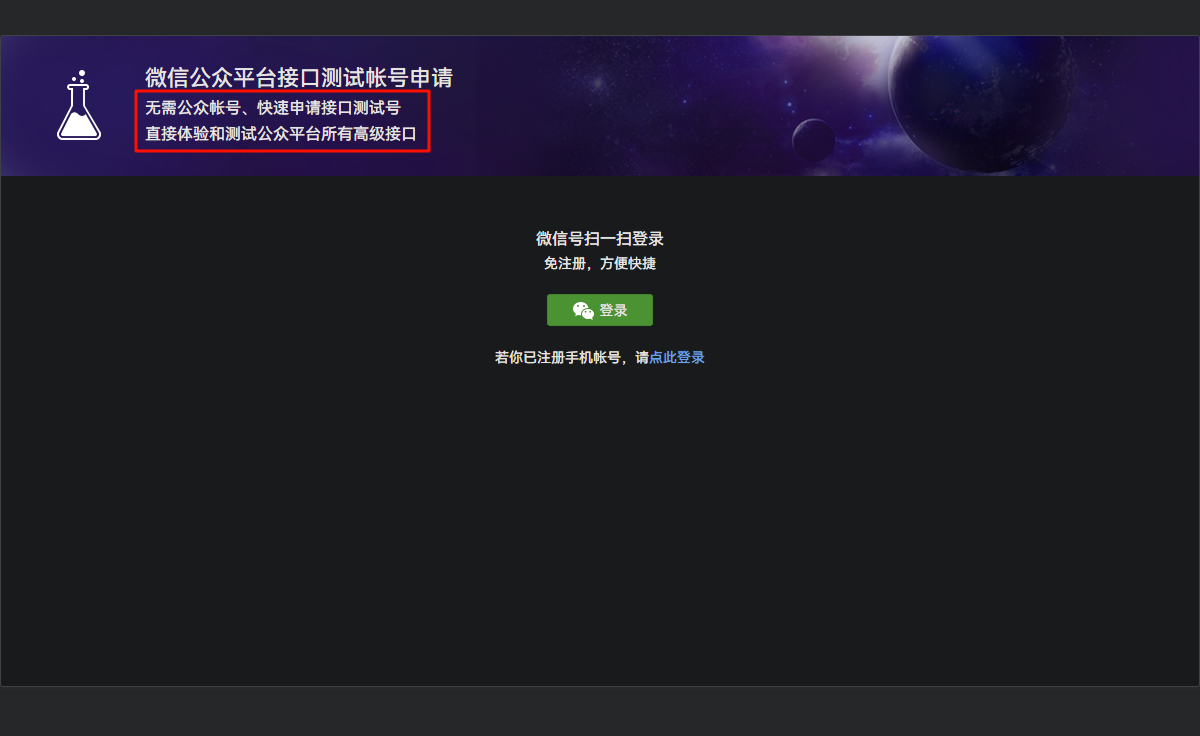 微信公众平台接口测试帐号申请
无需公众帐号、快速申请接口测试号
直接体验和测试公众平台所有高级接口
微信号扫一扫登录
免注册，方便快捷
登录
若你已注册手机帐号，请点此登录